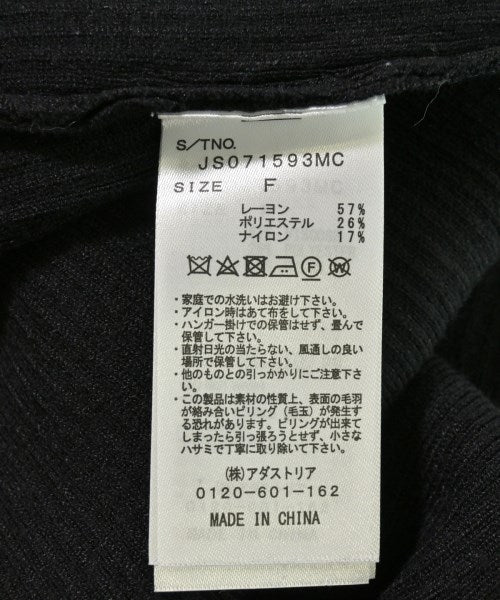 S/TNO.
JS071593MC
SIZE F
レーヨン 57%
ポリエステル 26%
ナイロン 17%
F W
・家庭での水洗いはお避け下さい。
・アイロン時はあて布をして下さい。
・ハンガー掛けでの保管はせず、畳んで
保管して下さい。
・直射日光の当たらない、風通しの良い
場所で保管して下さい。
・他のものとの引っかかりにご注意下さ
い。
・この製品は素材の性質上、表面の毛羽
が絡み合いピリング（毛玉）が発生す
る恐れがあります。ピリングが出来て
しまったら引っ張ろうとせず、小さな
ハサミで丁寧に取り除いて下さい。
(株)アダストリア
0120-601-162
MADE IN CHINA